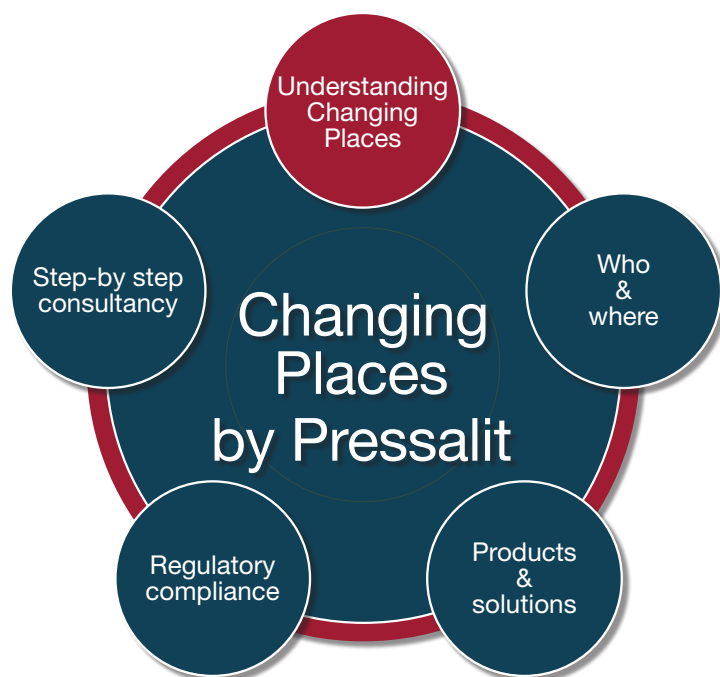 Understanding
Changing
Places
Who
&
where
Products
&
solutions
Regulatory
compliance
Step-by step
consultancy
Changing
Places
by Pressalit